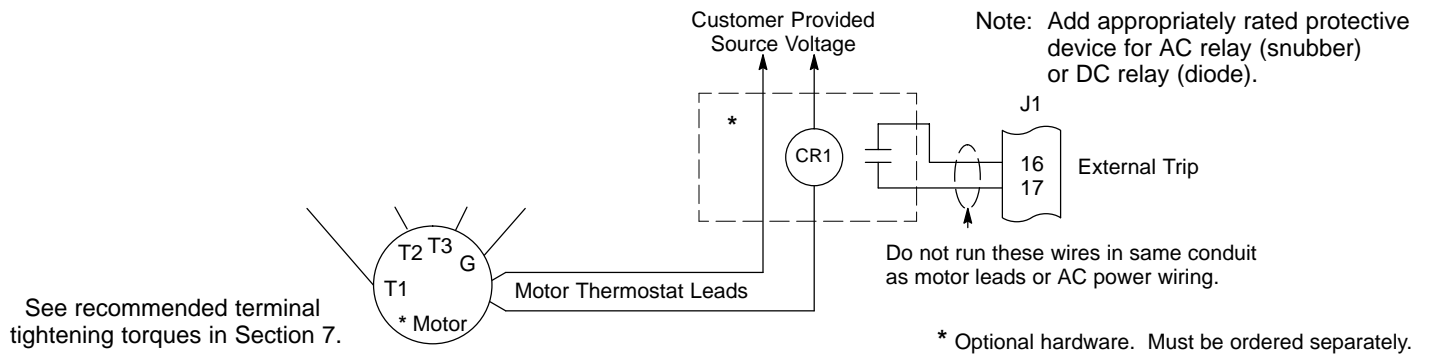 Customer Provided
Source Voltage
Note: Add appropriately rated protective
device for AC relay (snubber)
or DC relay (diode).
J1
*
CR1
16
17
External Trip
Do not run these wires in same conduit
as motor leads or AC power wiring.
T2 T3
G
T1
* Motor
Motor Thermostat Leads
See recommended terminal
tightening torques in Section 7.
* Optional hardware. Must be ordered separately.